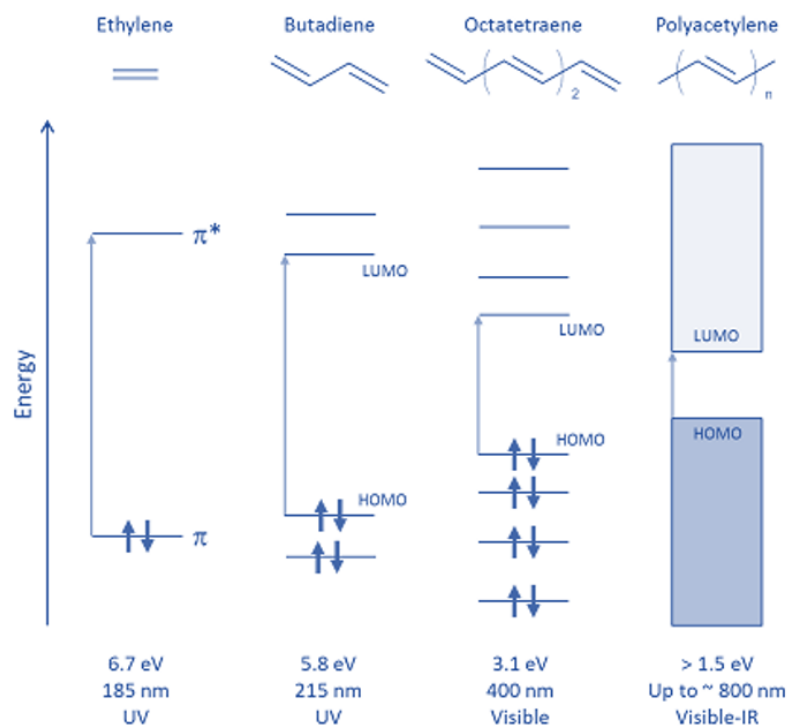 Ethylene
Butadiene
Octatetraene
Polyacetylene
2
n
Energy
π*
π
LUMO
HOMO
LUMO
HOMO
LUMO
HOMO
6.7 eV
185 nm
UV
5.8 eV
215 nm
UV
3.1 eV
400 nm
Visible
> 1.5 eV
Up to ~ 800 nm
Visible-IR